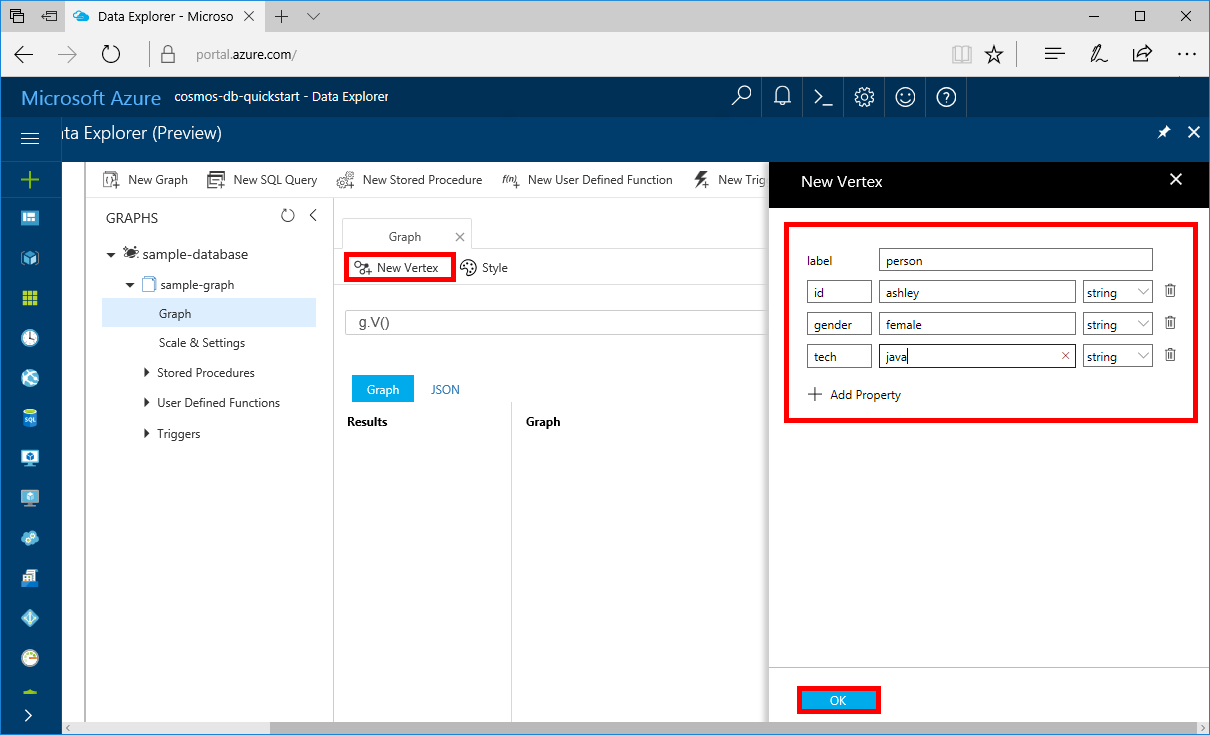 Data Explorer - Microso
portal.azure.com/
Microsoft Azure cosmos-db-quickstart - Data Explorer
ta Explorer (Preview)
New Graph New SQL Query New Stored Procedure f(n) New User Defined Function New Trig
New Vertex
GRAPHS
Graph
label person
sample-database
New Vertex Style
sample-graph
id ashley string
Graph
g.V()
gender female string
Scale & Settings
tech java string
Stored Procedures
Graph JSON
Add Property
User Defined Functions
Results Graph
Triggers
SQL
OK